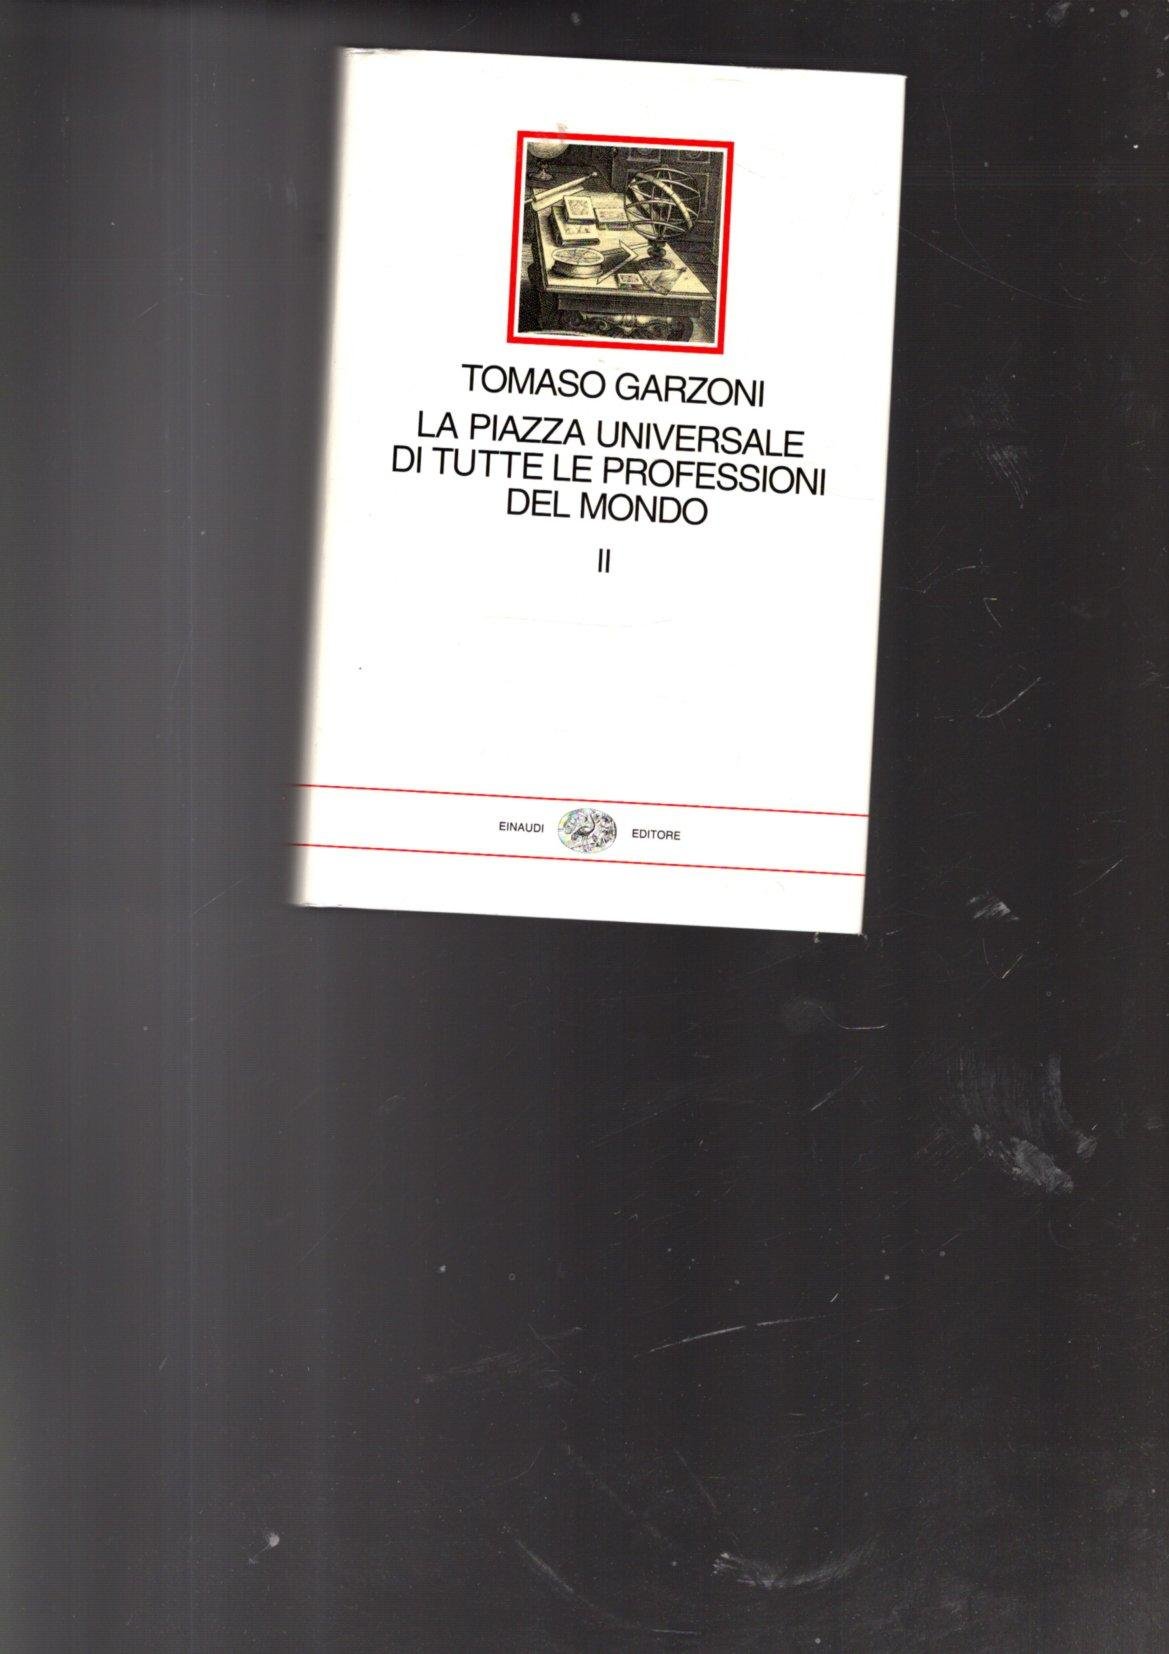 TOMASO GARZONI
LA PIAZZA UNIVERSALE
DI TUTTE LE PROFESSIONI
DEL MONDO
II
EINAUDI EDITORE